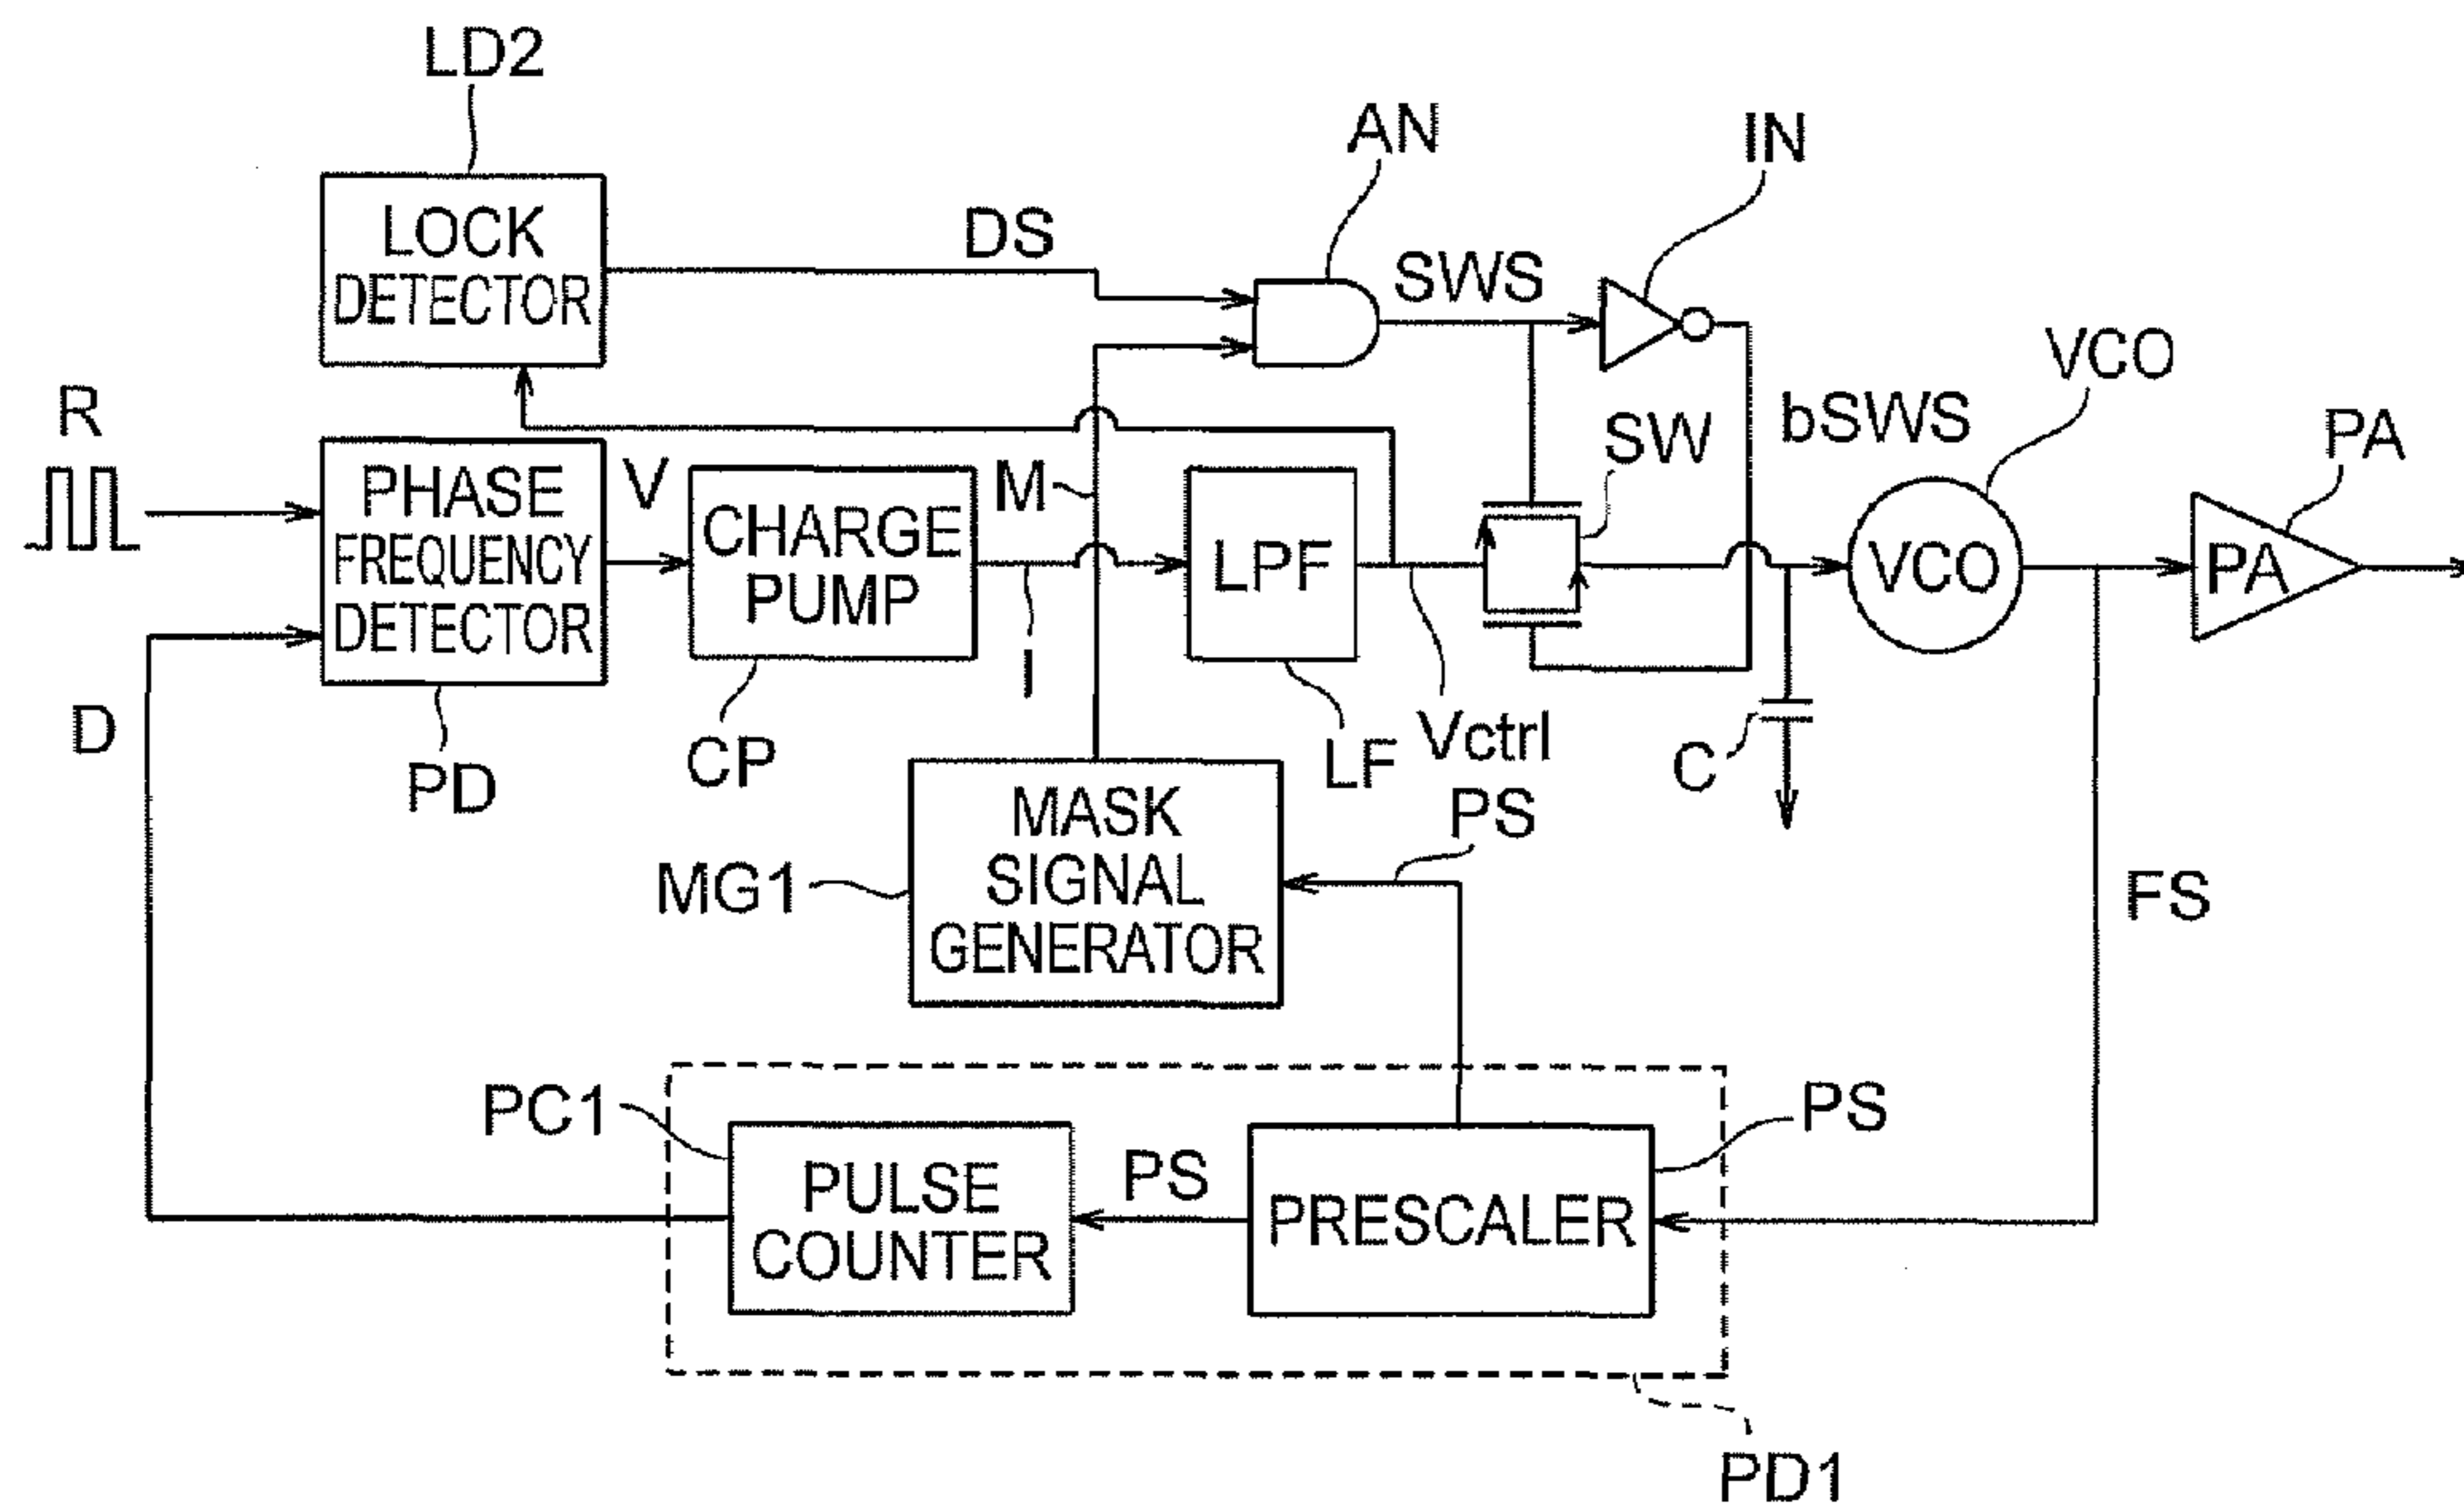 LD2
LOCK
DETECTOR
DS
AN
IN
SWS
VCO
R
bSWS
SW
PA
PHASE
FREQUENCY
DETECTOR
V
CHARGE
PUMP
M
LPF
VCO
PA
I
D
PD
CP
LF
Vctrl
C
PS
MASK
SIGNAL
GENERATOR
MG1
FS
PC1
PULSE
COUNTER
PS
PRESCALER
PS
PD1